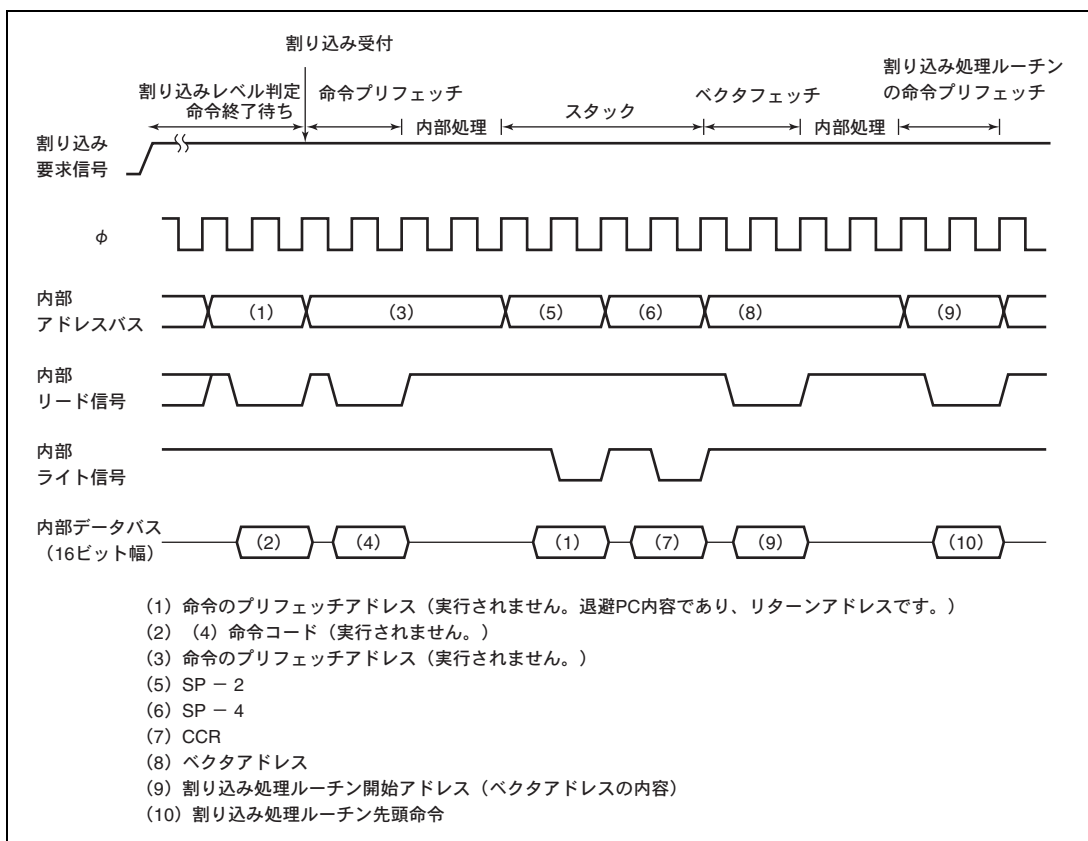 割り込み受付
割り込みレベル判定
命令終了待ち
命令プリフェッチ
内部処理
スタック
ベクタフェッチ
内部処理
割り込み処理ルーチン
の命令プリフェッチ
割り込み
要求信号
φ
内部
アドレスバス
(1) (3) (5) (6) (8) (9)
内部
リード信号
内部
ライト信号
内部データバス
（16ビット幅）
(2) (4) (1) (7) (9) (10)
（1）命令のプリフェッチアドレス（実行されません。退避PC内容であり、リターンアドレスです。）
（2）（4）命令コード（実行されません。）
（3）命令のプリフェッチアドレス（実行されません。）
（5）SP － 2
（6）SP － 4
（7）CCR
（8）ベクタアドレス
（9）割り込み処理ルーチン開始アドレス（ベクタアドレスの内容）
（10）割り込み処理ルーチン先頭命令